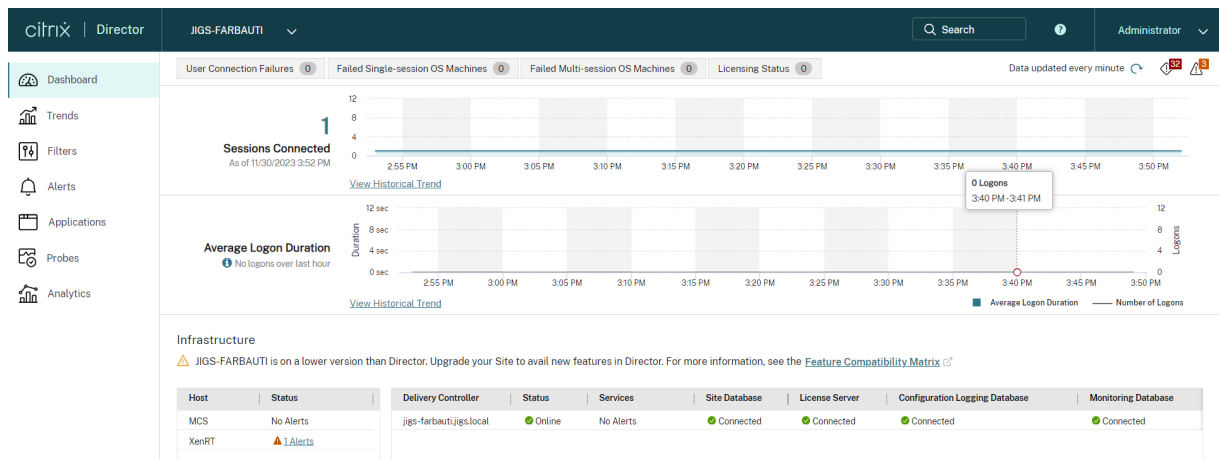 citrix | Director
JIGS-FARBAUTI
Search
Administrator
Dashboard
Trends
Filters
Alerts
Applications
Probes
Analytics
User Connection Failures 0
Failed Single-session OS Machines 0
Failed Multi-session OS Machines 0
Licensing Status 0
Data updated every minute
32
3
1
Sessions Connected
As of 11/30/2023 3:52 PM
12
8
4
0
2:55 PM 3:00 PM 3:05 PM 3:10 PM 3:15 PM 3:20 PM 3:25 PM 3:30 PM 3:35 PM 3:40 PM 3:45 PM 3:50 PM
View Historical Trend
0 Logons
3:40 PM-3:41 PM
Average Logon Duration
No logons over last hour
Duration
12 sec
8 sec
4 sec
0 sec
12
8
4
0
Logons
2:55 PM 3:00 PM 3:05 PM 3:10 PM 3:15 PM 3:20 PM 3:25 PM 3:30 PM 3:35 PM 3:40 PM 3:45 PM 3:50 PM
View Historical Trend
Average Logon Duration
Number of Logons
Infrastructure
JIGS-FARBAUTI is on a lower version than Director. Upgrade your Site to avail new features in Director. For more information, see the Feature Compatibility Matrix
Host Status
MCS No Alerts
XenRT 1 Alerts
Delivery Controller Status Services Site Database License Server Configuration Logging Database Monitoring Database
jigs-farbauti.jigs.local Online No Alerts Connected Connected Connected Connected